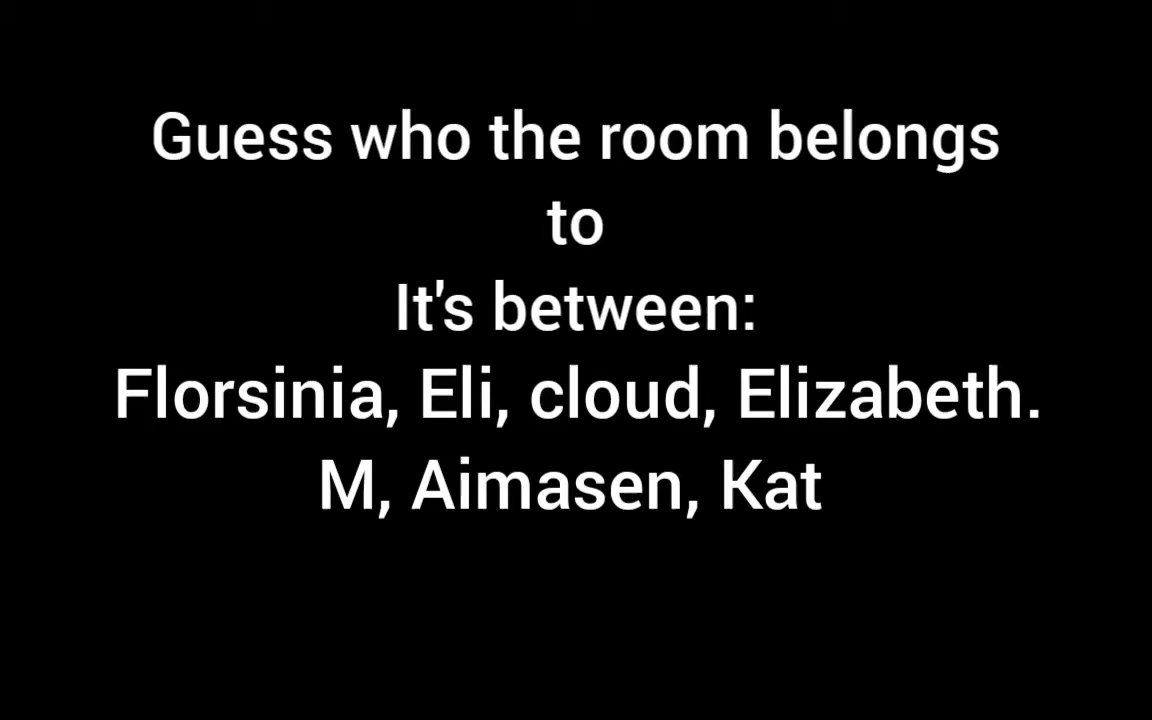 Guess who the room belongs
to
It's between:
Florsinia, Eli, cloud, Elizabeth.
M, Aimasen, Kat